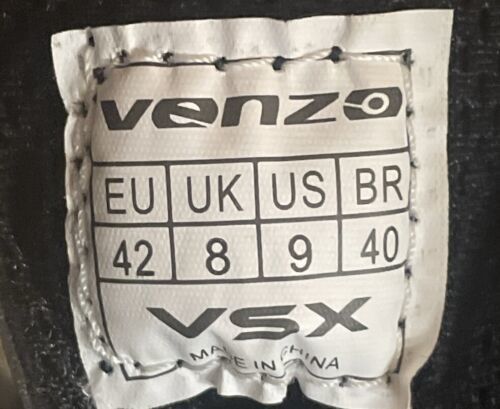 venzo
EU UK US BR
42 8 9 40
VSX
MADE IN CHINA